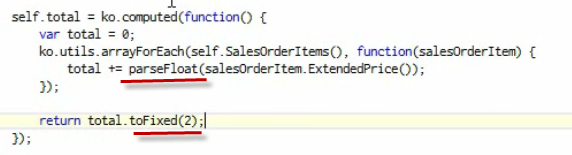 self.total = ko.computed(function() {
    var total = 0;
    ko.utils.arrayForEach(self.SalesOrderItems(), function(salesOrderItem) {
        total += parseFloat(salesOrderItem.ExtendedPrice());
    });

    return total.toFixed(2);
});